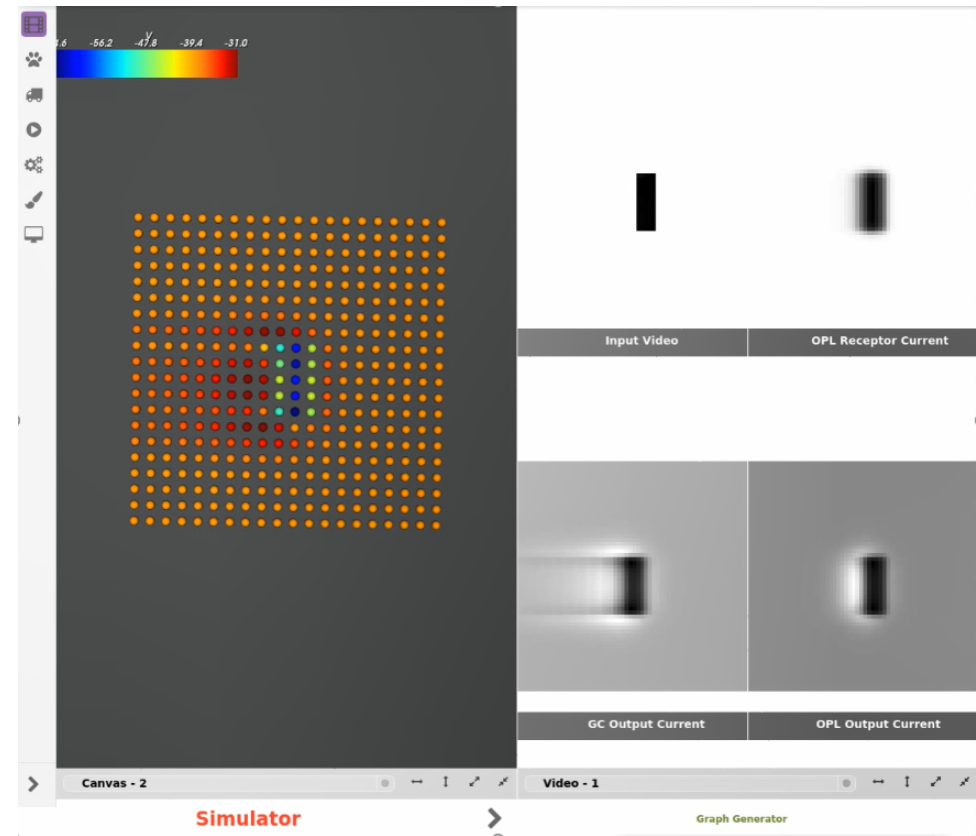 V
-56.2 -47.8 -39.4 -31.0
Input Video
OPL Receptor Current
GC Output Current
OPL Output Current
Canvas - 2
Video - 1
Simulator
Graph Generator